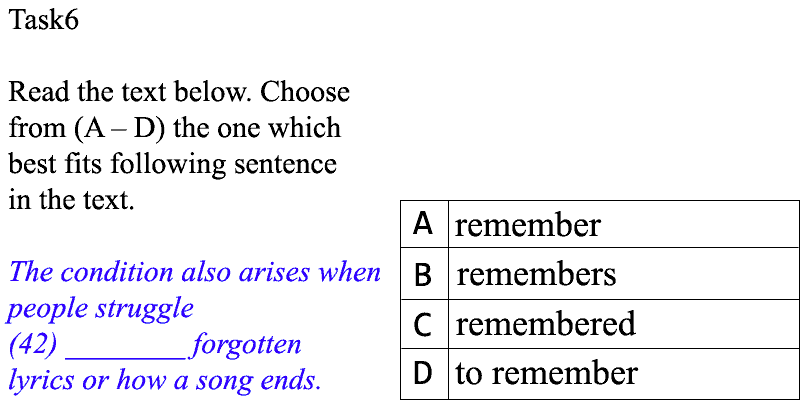 Task6
Read the text below. Choose
from (A – D) the one which
best fits following sentence
in the text.
The condition also arises when
people struggle
(42) ________ forgotten
lyrics or how a song ends.
A remember
B remembers
C remembered
D to remember